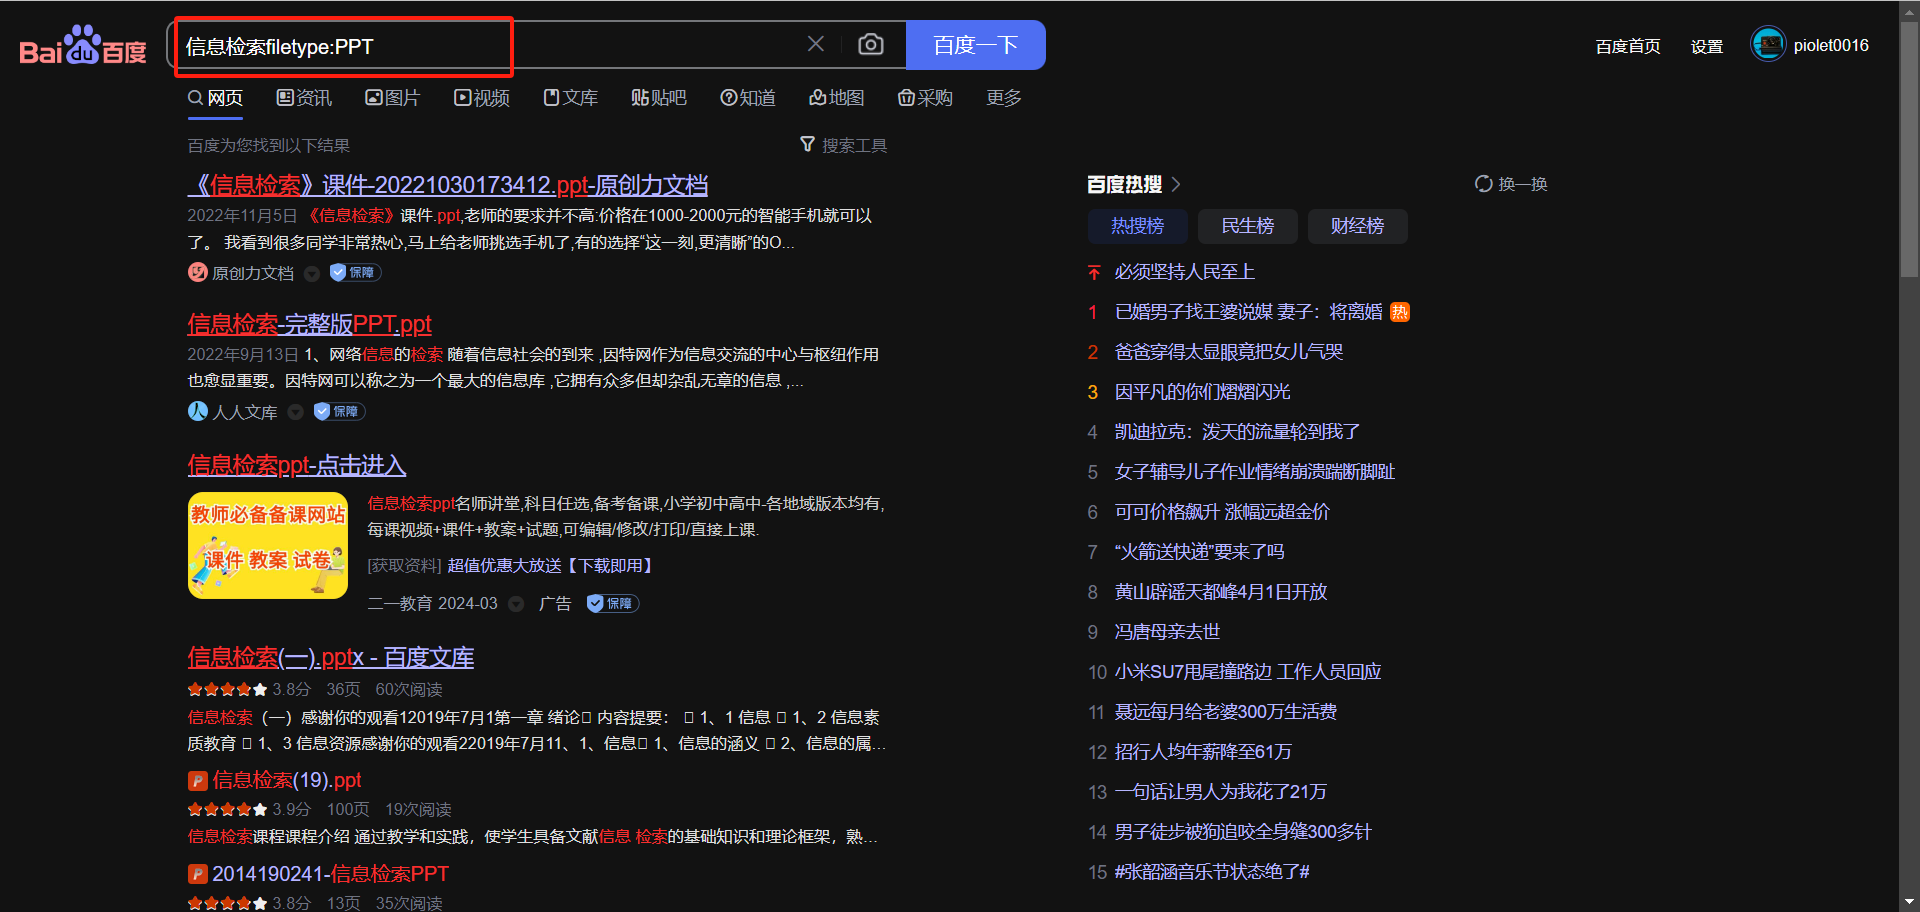 Bai du 百度
信息检索filetype:PPT
百度一下
百度首页
设置
piolet0016
网页
资讯
图片
视频
文库
贴吧
知道
地图
采购
更多
百度为您找到以下结果
搜索工具
《信息检索》课件-20221030173412.ppt-原创力文档
2022年11月5日 《信息检索》课件.ppt,老师的要求并不高:价格在1000-2000元的智能手机就可以
了。 我看到很多同学非常热心,马上给老师挑选手机了,有的选择“这一刻,更清晰”的O...
原创力文档 保障
信息检索-完整版PPT.ppt
2022年9月13日 1、网络信息的检索 随着信息社会的到来 ,因特网作为信息交流的中心与枢纽作用
也愈显重要。因特网可以称之为一个最大的信息库 ,它拥有众多但却杂乱无章的信息 ,...
人人文库 保障
信息检索ppt-点击进入
教师必备备课网站
课件 教案 试卷
信息检索ppt名师讲堂,科目任选,备考备课,小学初中高中-各地域版本均有,
每课视频+课件+教案+试题,可编辑/修改/打印/直接上课.
[获取资料] 超值优惠大放送【下载即用】
二一教育 2024-03 广告 保障
信息检索(一).pptx - 百度文库
3.8分 36页 60次阅读
信息检索（一）感谢你的观看12019年7月1第一章 绪论 内容提要： 1、1 信息 1、2 信息素
质教育 1、3 信息资源感谢你的观看22019年7月11、1、信息 1、信息的涵义 2、信息的属...
P 信息检索(19).ppt
3.9分 100页 19次阅读
信息检索课程课程介绍 通过教学和实践，使学生具备文献信息 检索的基础知识和理论框架，熟...
P 2014190241-信息检索PPT
3.8分 13页 35次阅读
百度热搜
换一换
热搜榜
民生榜
财经榜
必须坚持人民至上
1 已婚男子找王婆说媒 妻子：将离婚 热
2 爸爸穿得太显眼竟把女儿气哭
3 因平凡的你们熠熠闪光
4 凯迪拉克：泼天的流量轮到我了
5 女子辅导儿子作业情绪崩溃踹断脚趾
6 可可价格飙升 涨幅远超金价
7 “火箭送快递”要来了吗
8 黄山辟谣天都峰4月1日开放
9 冯唐母亲去世
10 小米SU7甩尾撞路边 工作人员回应
11 聂远每月给老婆300万生活费
12 招行人均年薪降至61万
13 一句话让男人为我花了21万
14 男子徒步被狗追咬全身缝300多针
15 #张韶涵音乐节状态绝了#